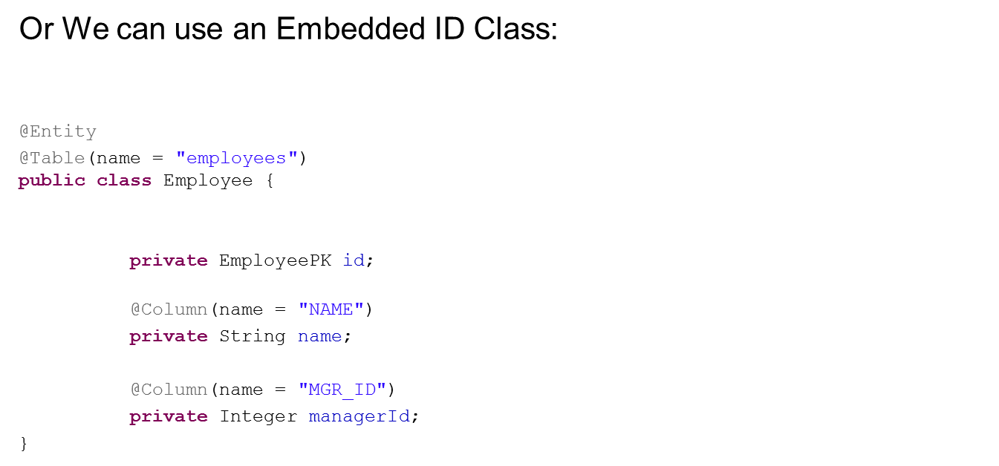 Or We can use an Embedded ID Class:
@Entity
@Table(name = "employees")
public class Employee {
private EmployeePK id;
@Column(name = "NAME")
private String name;
@Column(name = "MGR_ID")
private Integer managerId;
}